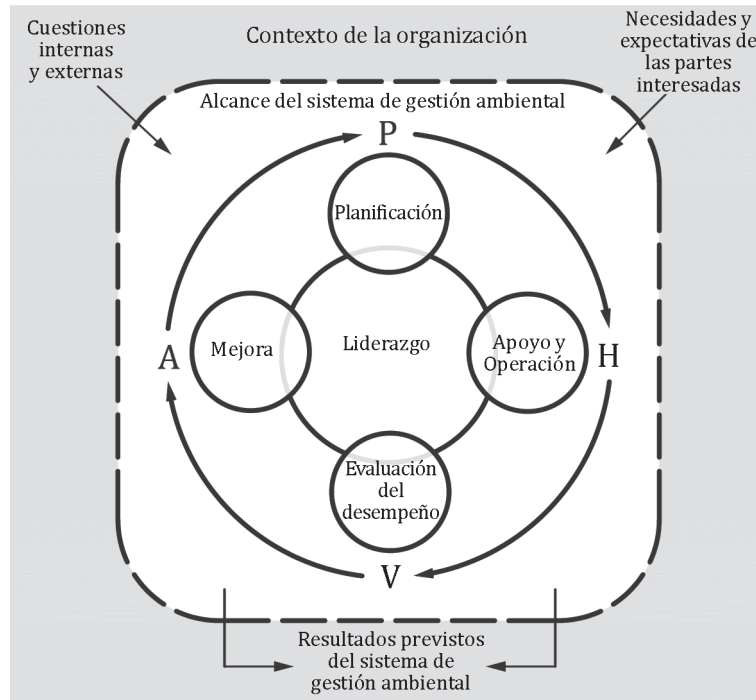 Cuestiones
internas
y externas
Contexto de la organización
Necesidades y
expectativas de
las partes
interesadas
Alcance del sistema de gestión ambiental
P
Planificación
A
Mejora
Liderazgo
Apoyo y
Operación
H
Evaluación
del
desempeño
V
Resultados previstos
del sistema de
gestión ambiental